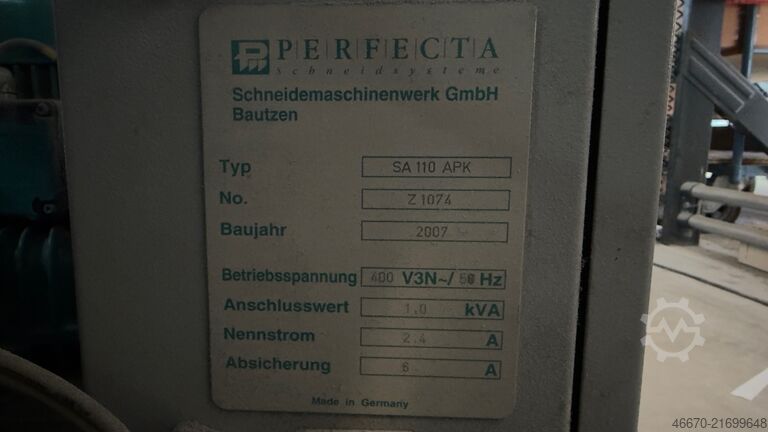 PERFECTA
Schneidsysteme
Schneidemaschinenwerk GmbH
Bautzen
Typ SA 110 APK
No. Z 1074
Baujahr 2007
Betriebsspannung 400 V3N~/ 50 Hz
Anschlusswert 1.0 kVA
Nennstrom 2.4 A
Absicherung 6 A
Made in Germany
46670-21699648